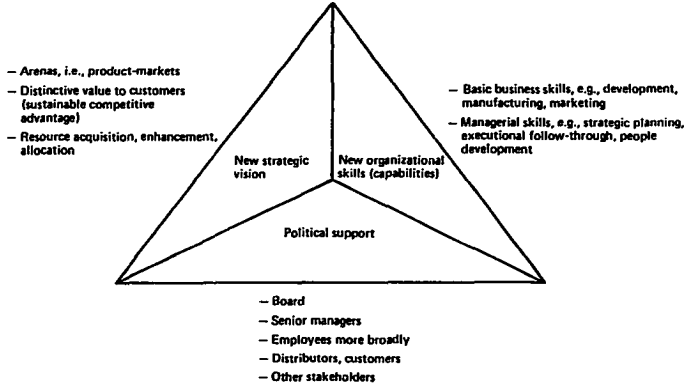 — Arenas, i.e., product-markets
— Distinctive value to customers
(sustainable competitive
advantage)
— Resource acquisition, enhancement,
allocation
— Basic business skills, e.g., development,
manufacturing, marketing
— Managerial skills, e.g., strategic planning,
executional follow-through, people
development
New strategic
vision
New organizational
skills (capabilities)
Political support
— Board
— Senior managers
— Employees more broadly
— Distributors, customers
— Other stakeholders